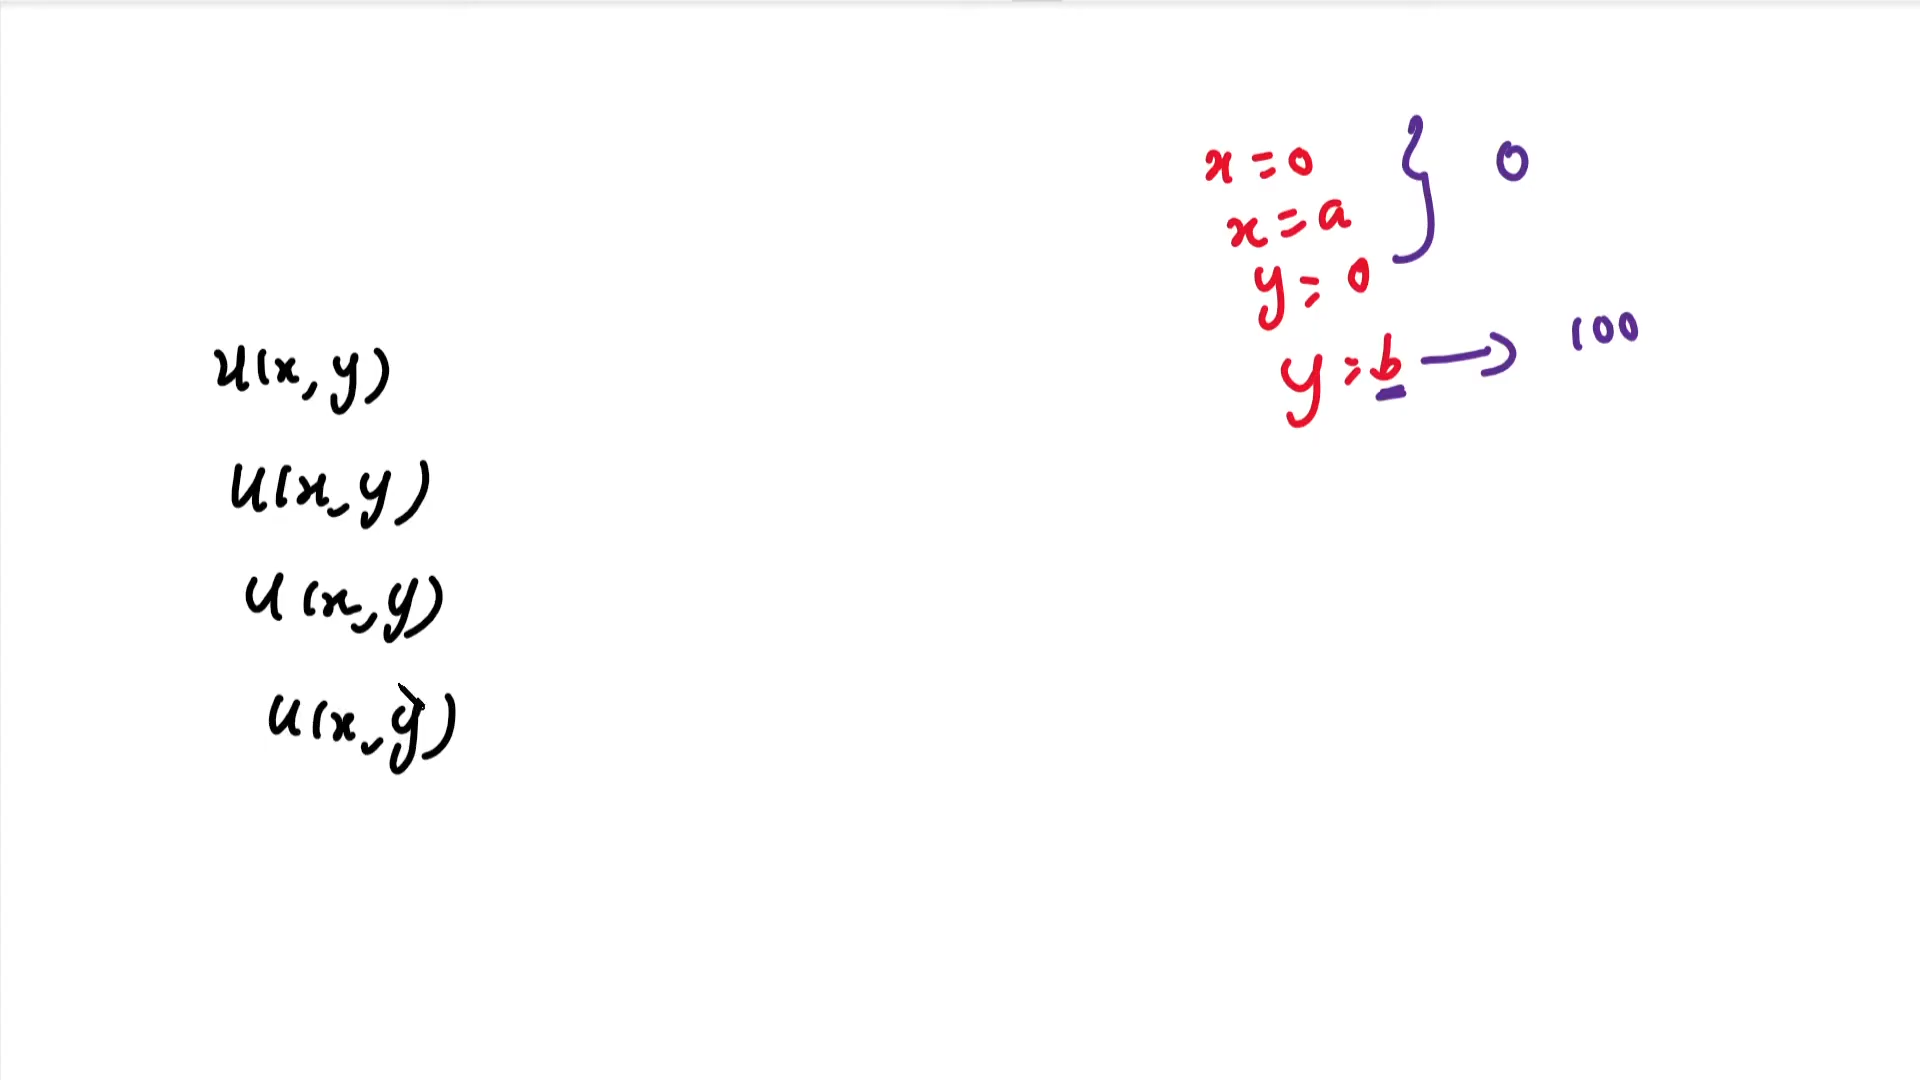 x = 0 } 0
x = a
y = 0
y = b → 100
u(x, y)
u(x, y)
u(x, y)
u(x, y)